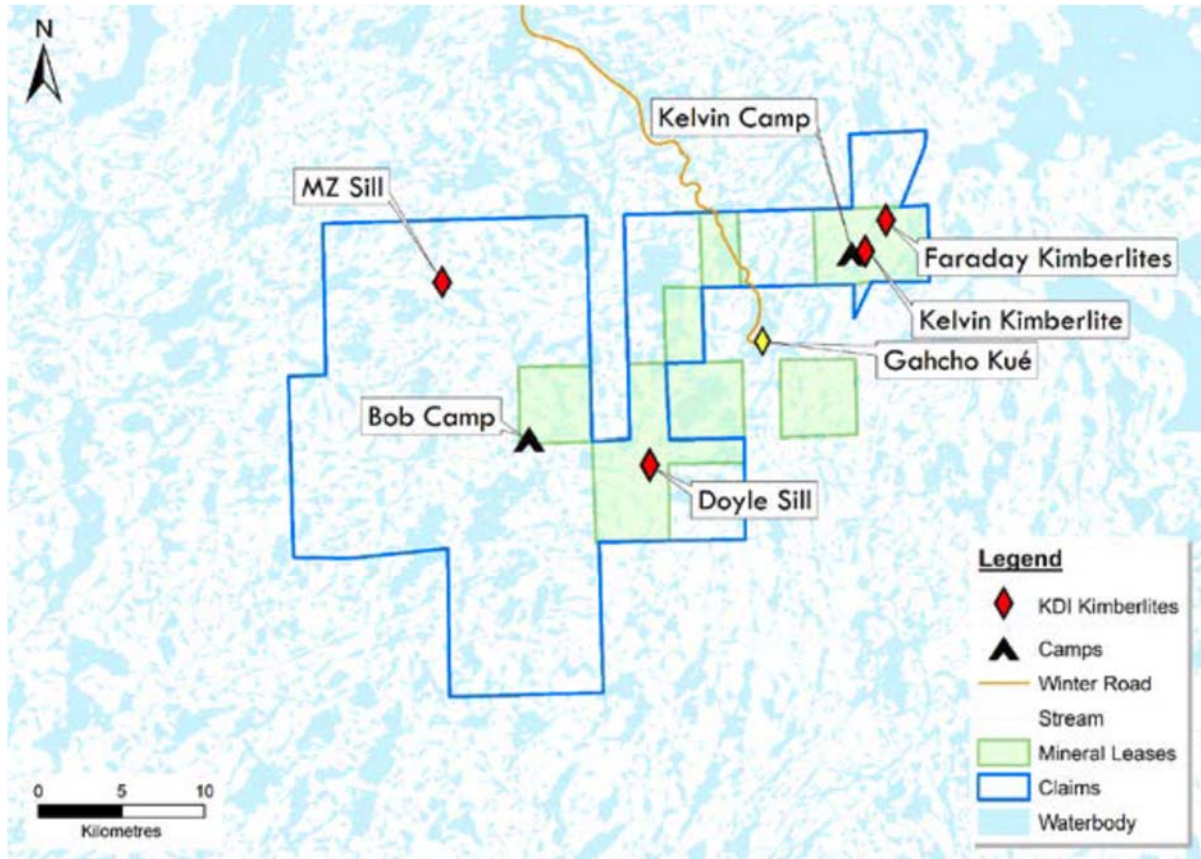 N
Kelvin Camp
MZ Sill
Faraday Kimberlites
Kelvin Kimberlite
Gahcho Kué
Bob Camp
Doyle Sill
Legend
KDI Kimberlites
Camps
Winter Road
Stream
Mineral Leases
Claims
Waterbody
0 5 10
Kilometres